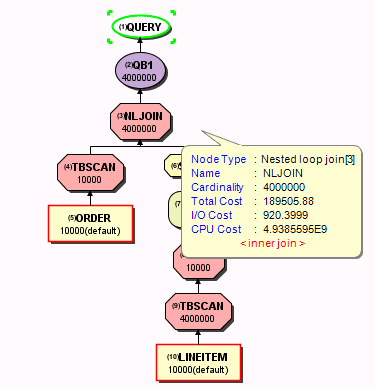 (1)QUERY
(2)QB1
4000000
(3)NLJOIN
4000000
(4)TBSCAN
10000
(6)
Node Type : Nested loop join[3]
Name : NLJOIN
Cardinality : 4000000
Total Cost : 189505.88
I/O Cost : 920.3999
CPU Cost : 4.9385595E9
< inner join >
(5)ORDER
10000(default)
(7)
10000
(9)TBSCAN
4000000
(10)LINEITEM
10000(default)